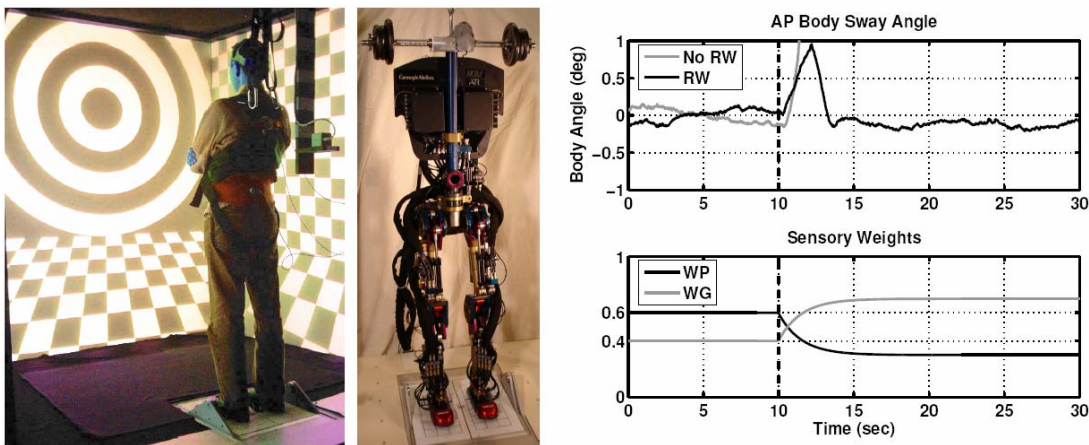 Carnegie Mellon
AP Body Sway Angle
Body Angle (deg)
No RW
RW
1
0.5
0
−0.5
−1
0 5 10 15 20 25 30
Sensory Weights
WP
WG
1
0.6
0.4
0
0 5 10 15 20 25 30
Time (sec)